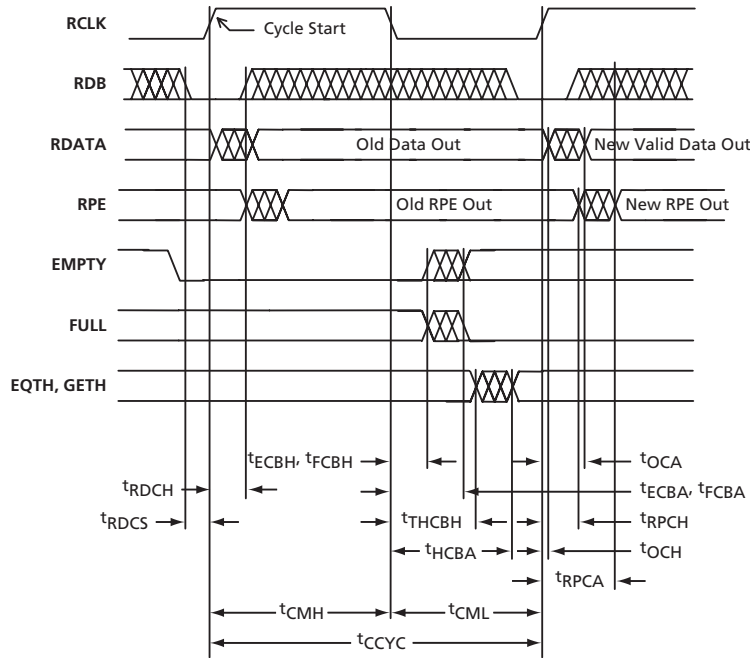 RCLK
Cycle Start
RDB
RDATA
Old Data Out
New Valid Data Out
RPE
Old RPE Out
New RPE Out
EMPTY
FULL
EQTH, GETH
tECBH, tFCBH
tOCA
tRDCH
tECBA, tFCBA
tRDCS
tTHCBH
tRPCH
tHCBA
tOCH
tRPCA
tCMH
tCML
tCCYC